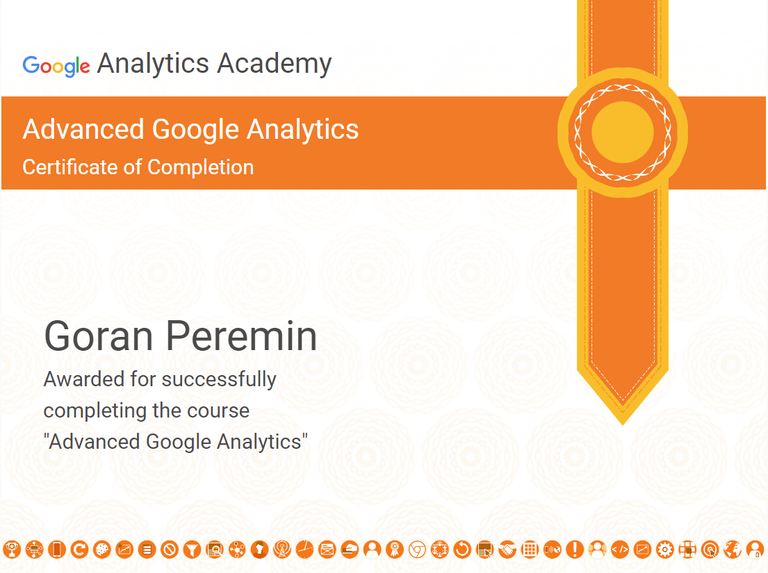 Google Analytics Academy
Advanced Google Analytics
Certificate of Completion
Goran Peremin
Awarded for successfully
completing the course
"Advanced Google Analytics"